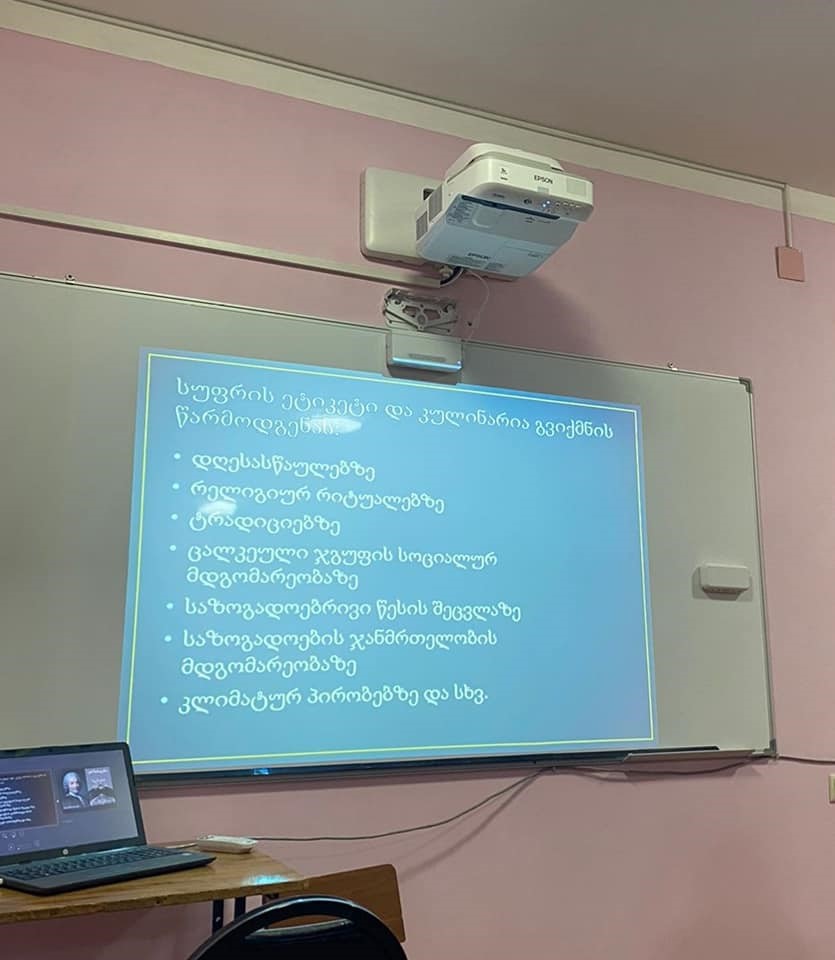 EPSON
EPSON
სუფრის ეტიკეტი და კულინარია გვიქმნის
წარმოდგენას:
• დღესასწაულებზე
• რელიგიურ რიტუალებზე
• ტრადიციებზე
• ცალკეული ჯგუფის სოციალურ
მდგომარეობაზე
• საზოგადოებრივი წესის შეცვლაზე
• საზოგადოების ჯანმრთელობის
მდგომარეობაზე
• კლიმატურ პირობებზე და სხვ.